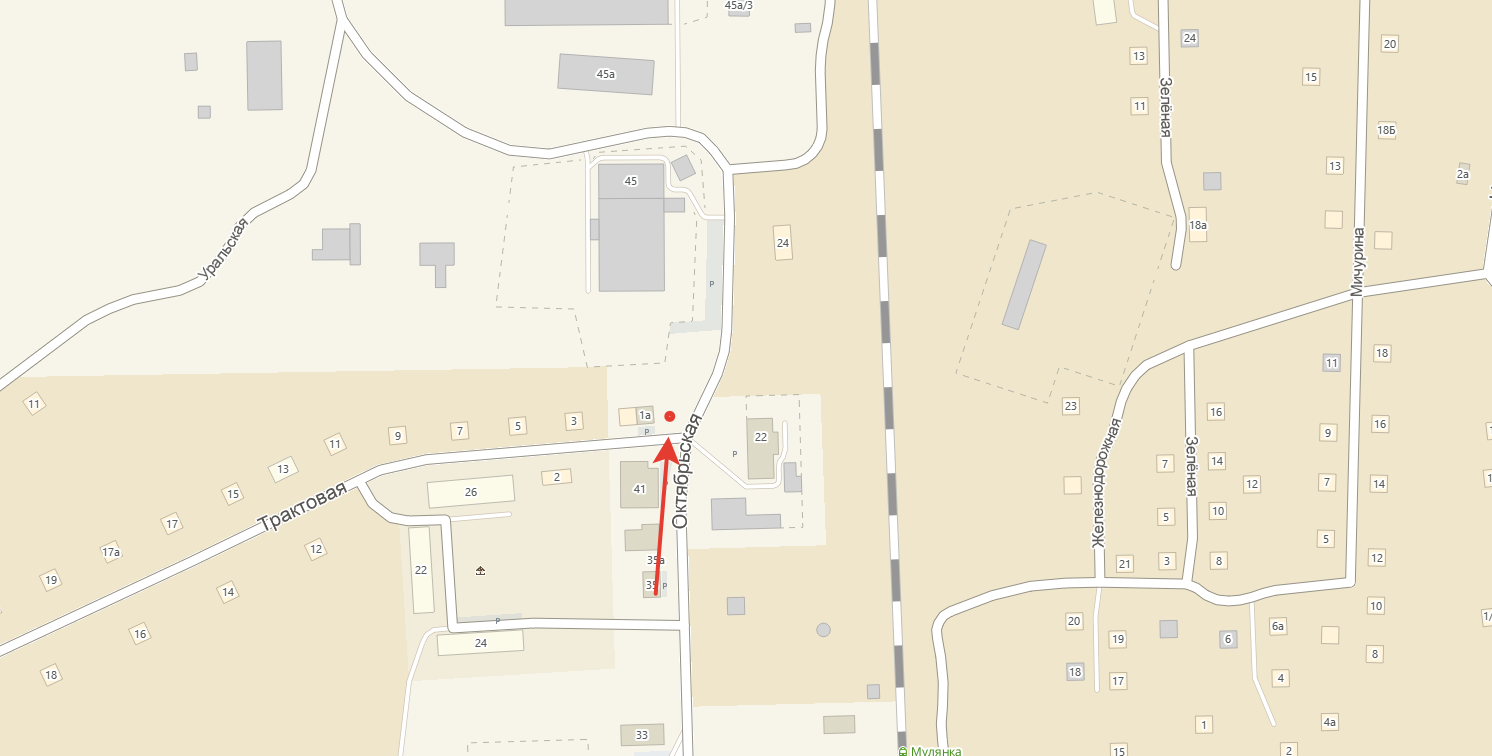 45а/3
45а
45
24
Р
Уральская
24
13
11
Зелёная
15
20
18Б
13
2а
18а
Мичурина
11
18
23
16
16
9
Железнодорожная
7
14
Зелёная
12
7
14
5
10
5
12
21
3
8
11
3
1а
Р
5
7
9
11
13
15
17
17а
19
Трактовая
Октябрьская
22
Р
2
41
26
12
14
16
18
22
35а
35
Р
Р
24
33
20
19
18
17
6
6а
10
8
4
1
4а
2
15
1/
Мулянка